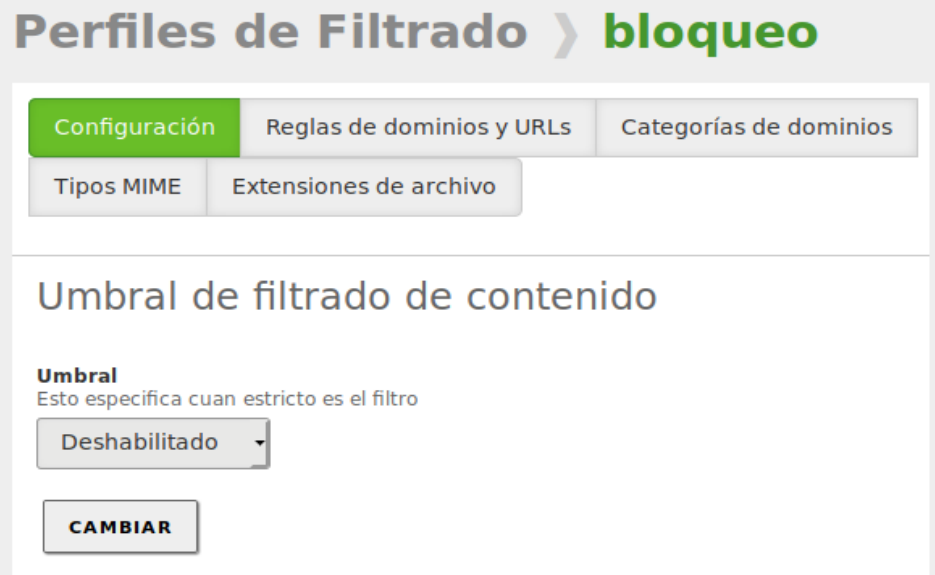 Perfiles de Filtrado ❯ bloqueo
Configuración Reglas de dominios y URLs Categorías de dominios
Tipos MIME Extensiones de archivo
Umbral de filtrado de contenido
Umbral
Esto especifica cuan estricto es el filtro
Deshabilitado
CAMBIAR